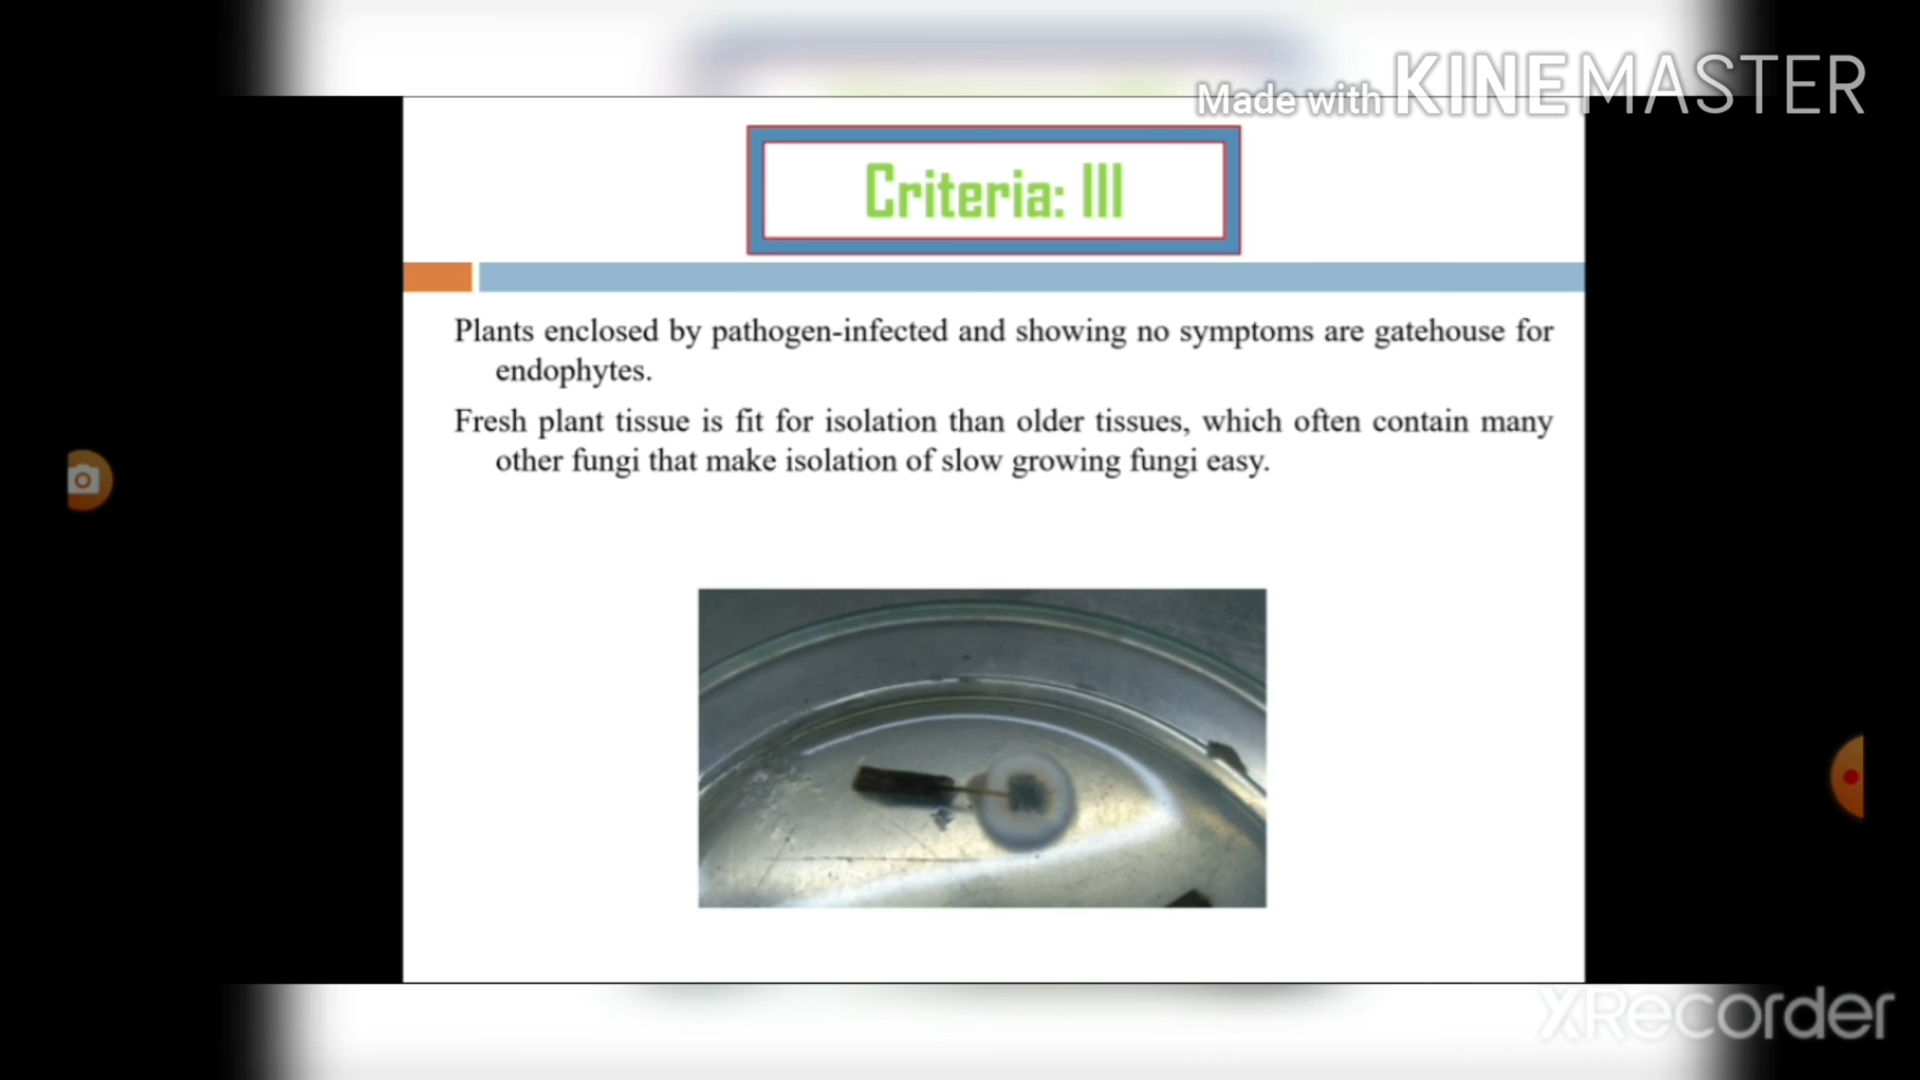 Made with KINEMASTER
Criteria: III
Plants enclosed by pathogen-infected and showing no symptoms are gatehouse for
endophytes.
Fresh plant tissue is fit for isolation than older tissues, which often contain many
other fungi that make isolation of slow growing fungi easy.
XRecorder